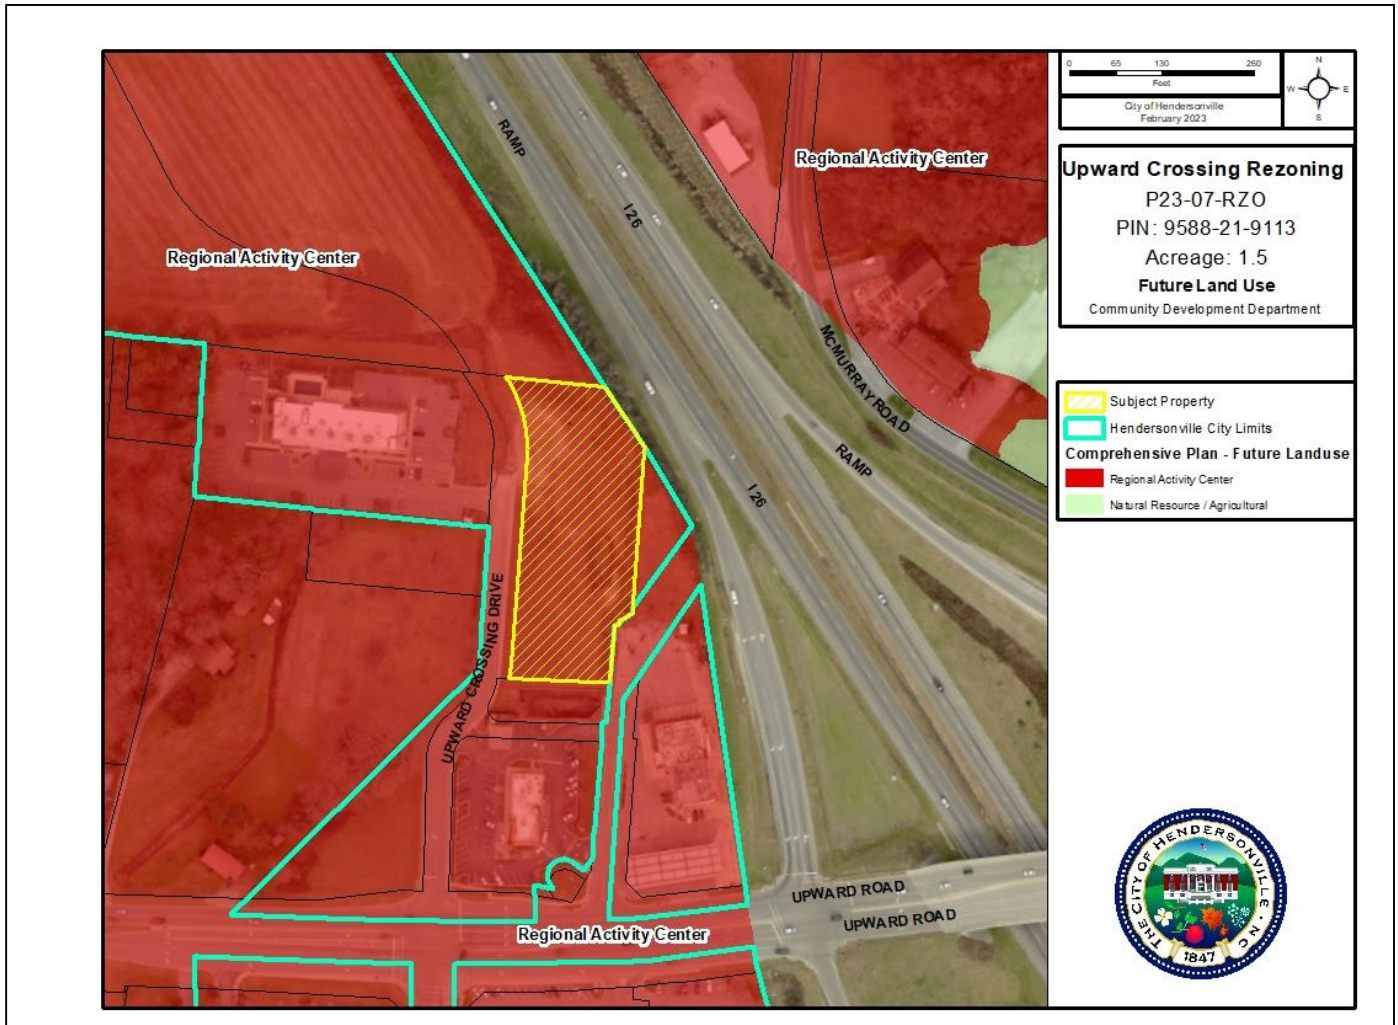 0 65 130 260
Feet
City of Hendersonville
February 2023
N
W E
S
Upward Crossing Rezoning
P23-07-RZO
PIN: 9588-21-9113
Acreage: 1.5
Future Land Use
Community Development Department
Subject Property
Hendersonville City Limits
Comprehensive Plan - Future Landuse
Regional Activity Center
Natural Resource / Agricultural
RAMP
I 26
Regional Activity Center
Regional Activity Center
MCMURRAY ROAD
RAMP
I 26
UPWARD CROSSING DRIVE
UPWARD ROAD
UPWARD ROAD
Regional Activity Center
THE CITY OF HENDERSONVILLE · NC
1847